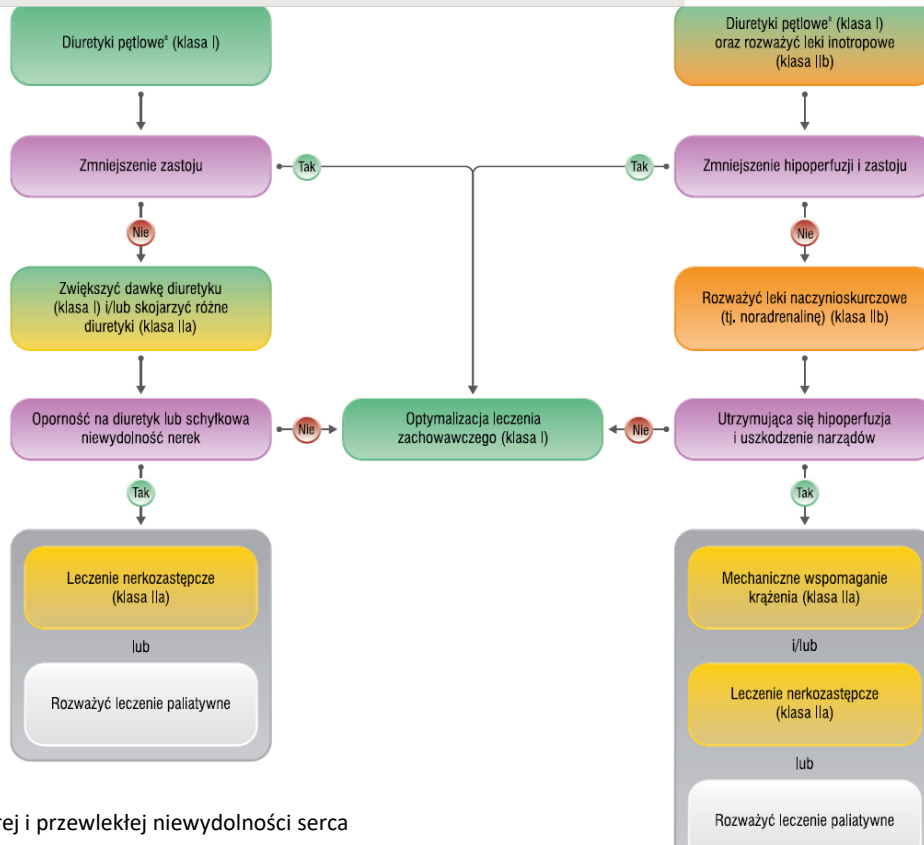 Diuretyki pętloweª (klasa I)
Diuretyki pętloweª (klasa I)
oraz rozważyć leki inotropowe
(klasa IIb)
Zmniejszenie zastoju
Tak
Tak
Zmniejszenie hipoperfuzji i zastoju
Nie
Nie
Zwiększyć dawkę diuretyku
(klasa I) i/lub skojarzyć różne
diuretyki (klasa IIa)
Rozważyć leki naczynioskurczowe
(tj. noradrenalinę) (klasa IIb)
Oporność na diuretyk lub schyłkowa
niewydolność nerek
Nie
Optymalizacja leczenia
zachowawczego (klasa I)
Nie
Utrzymująca się hipoperfuzja
i uszkodzenie narządów
Tak
Tak
Leczenie nerkozastępcze
(klasa IIa)
lub
Rozważyć leczenie paliatywne
Mechaniczne wspomaganie
krążenia (klasa IIa)
i/lub
Leczenie nerkozastępcze
(klasa IIa)
lub
Rozważyć leczenie paliatywne
rej i przewlekłej niewydolności serca